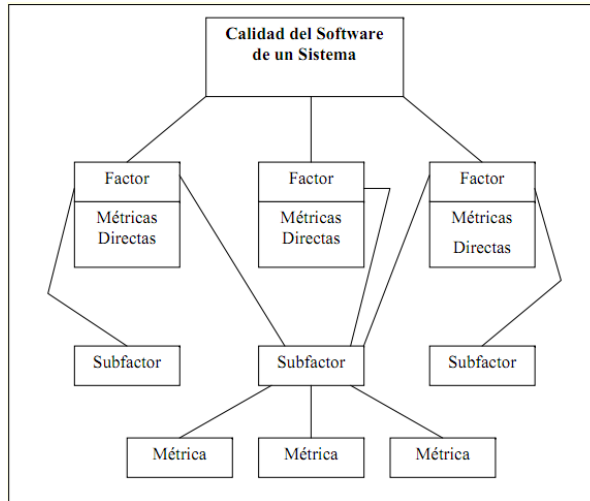 Calidad del Software
de un Sistema
Factor
Métricas
Directas
Factor
Métricas
Directas
Factor
Métricas
Directas
Subfactor
Subfactor
Subfactor
Métrica
Métrica
Métrica